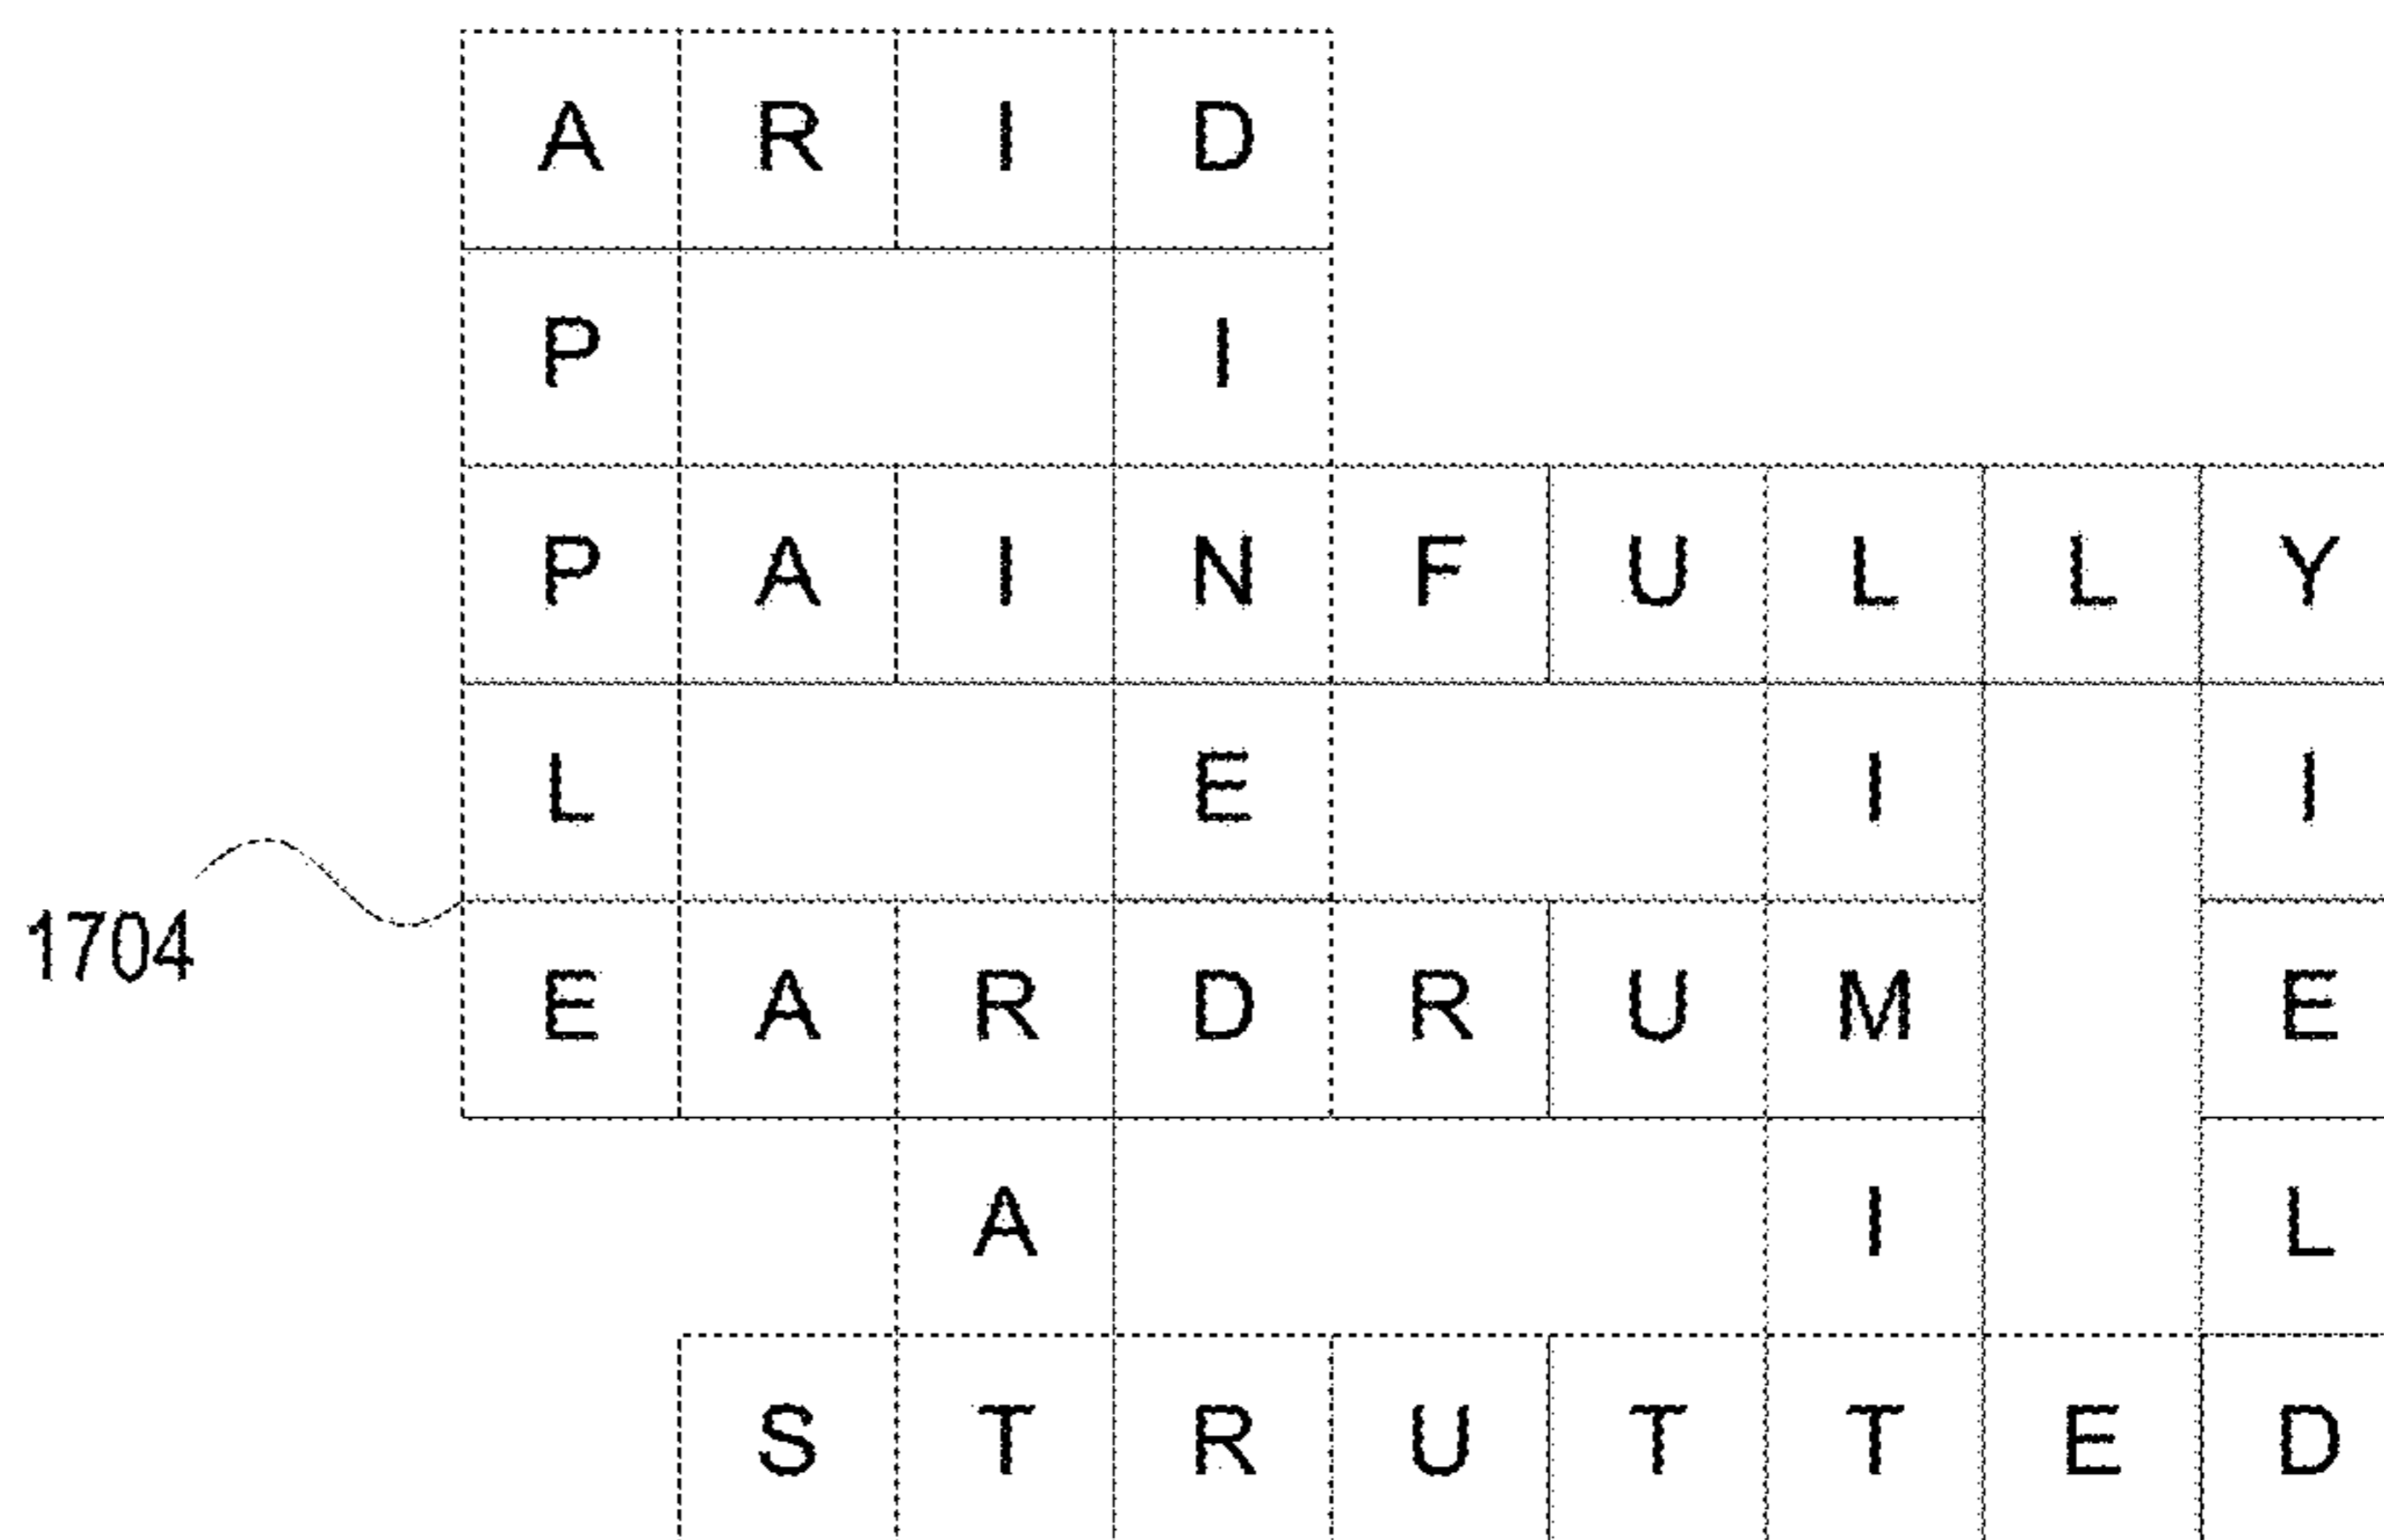 A R I D
P I
P A I N F U L L Y
L E I I
1704
E A R D R U M E
A I L
S T R U T T E D